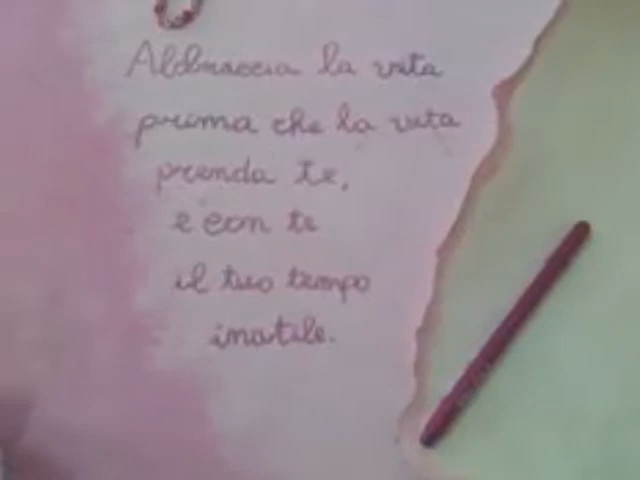 Abbraccia la vita
prima che la vita
prenda te,
e con te
il tuo tempo
inutile.